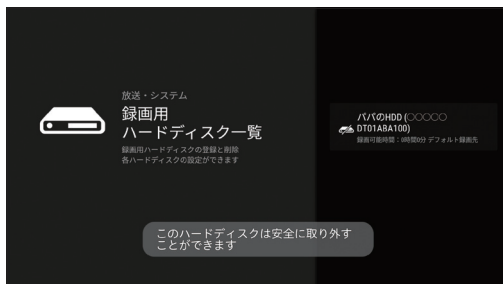 放送・システム
録画用
ハードディスク一覧
録画用ハードディスクの登録と削除
各ハードディスクの設定ができます
パパのHDD (○○○○○
DT01ABA100)
録画可能時間：0時間0分 デフォルト録画先
このハードディスクは安全に取り外す
ことができます